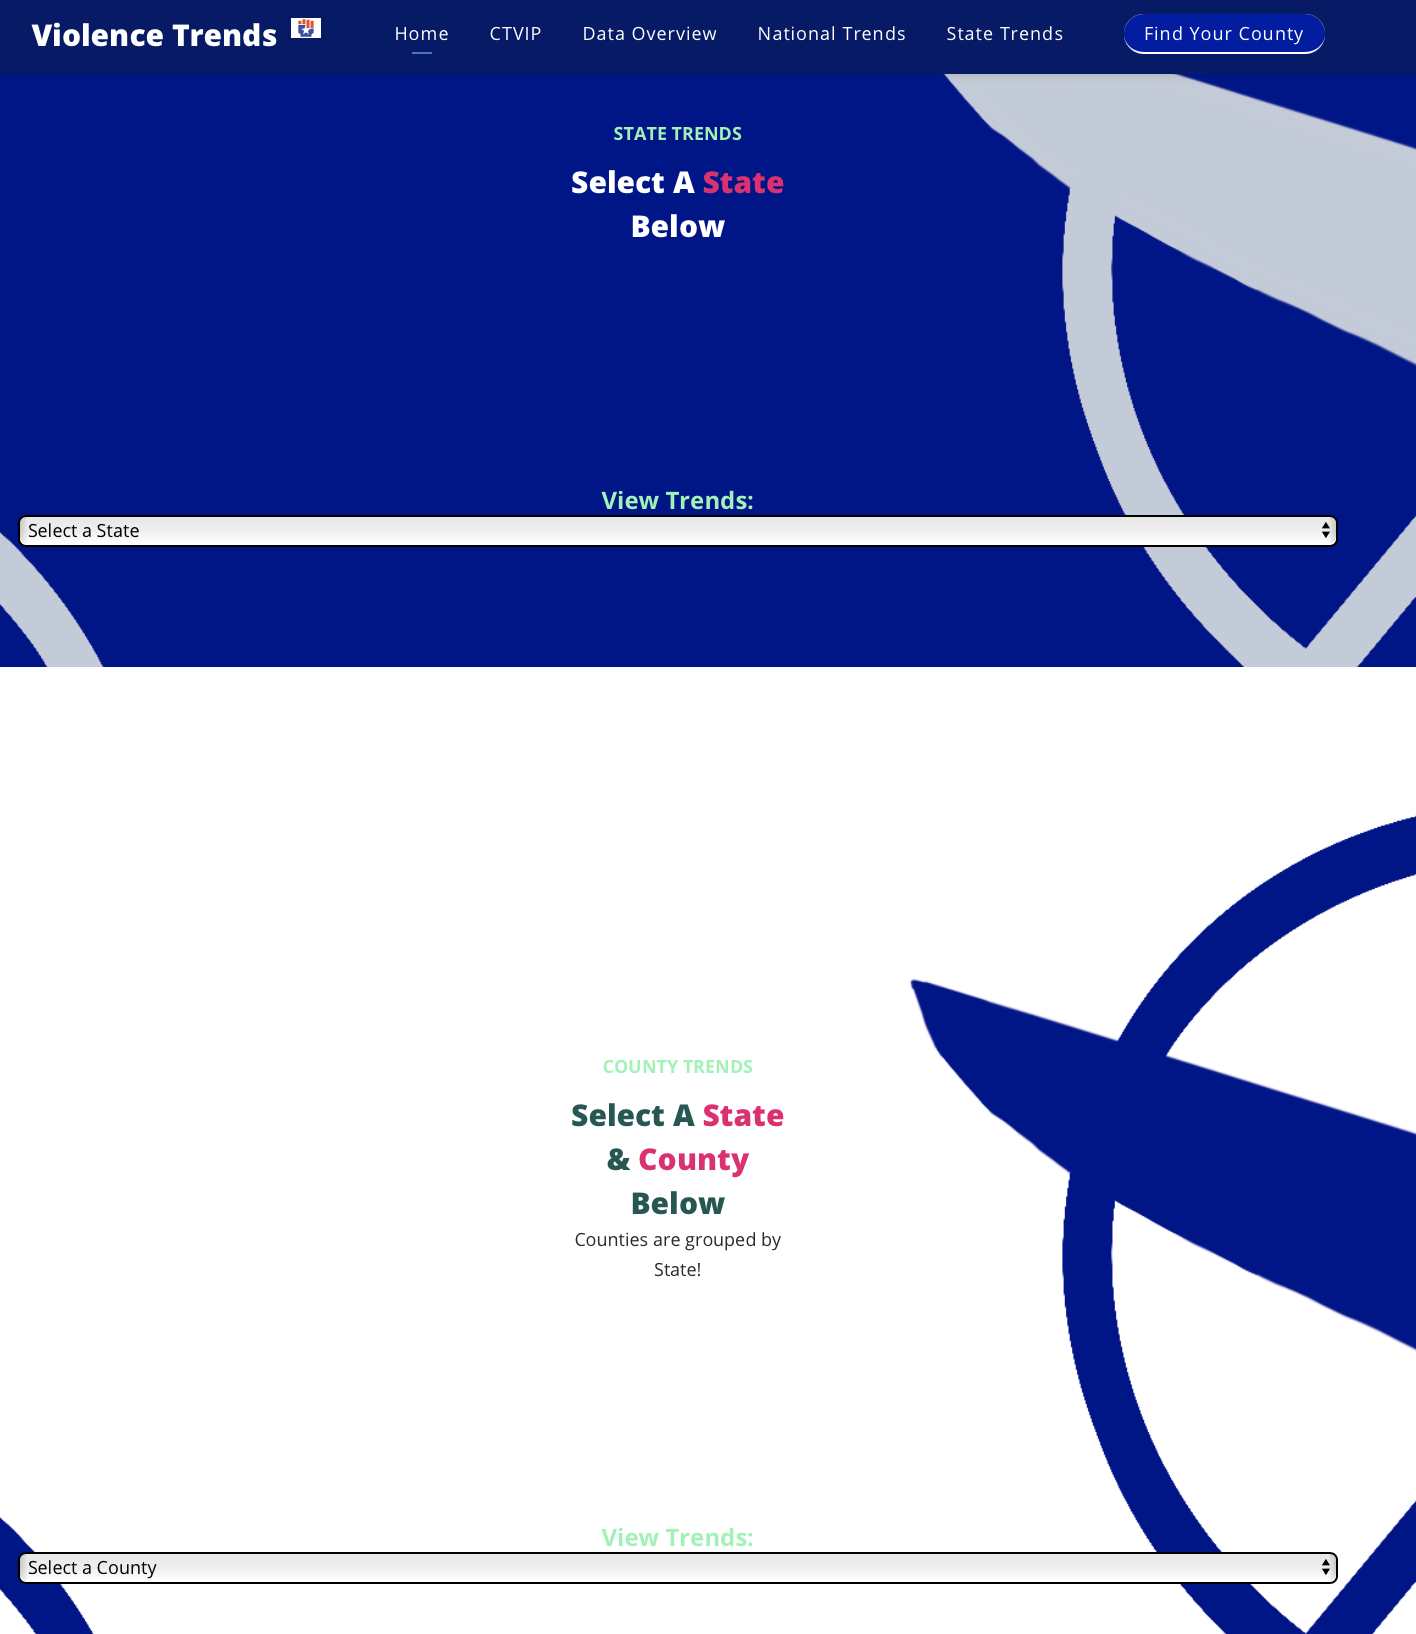 Violence Trends
Home
CTVIP
Data Overview
National Trends
State Trends
Find Your County
STATE TRENDS
Select A State
Below
View Trends:
Select a State
COUNTY TRENDS
Select A State
& County
Below
Counties are grouped by
State!
View Trends:
Select a County